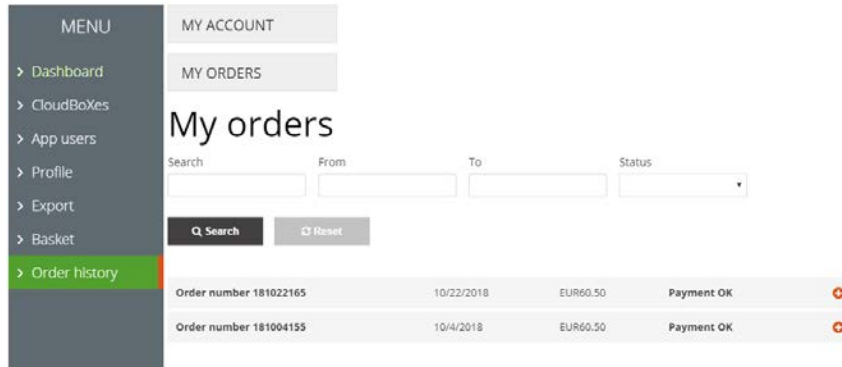 MENU
> Dashboard
> CloudBoXes
> App users
> Profile
> Export
> Basket
> Order history
MY ACCOUNT
MY ORDERS
My orders
Search From To Status
Search Reset
Order number 181022165 10/22/2018 EUR60.50 Payment OK
Order number 181004155 10/4/2018 EUR60.50 Payment OK